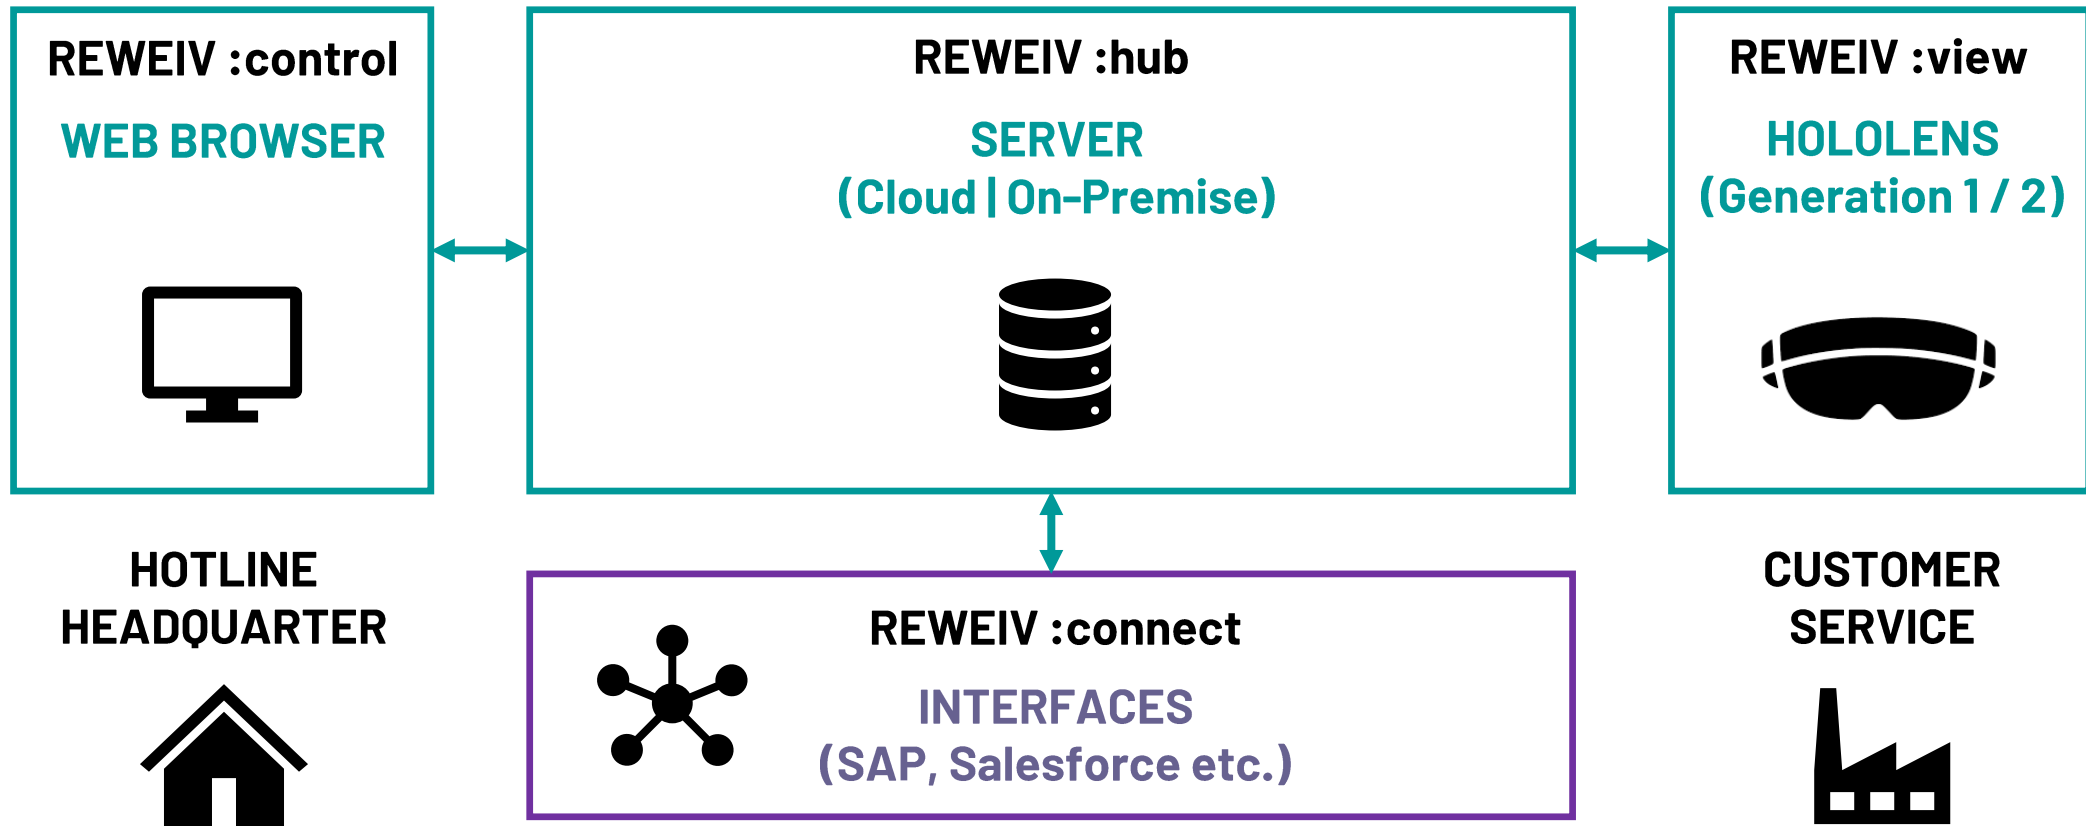 REWEIV :control
WEB BROWSER
REWEIV :hub
SERVER
(Cloud | On-Premise)
REWEIV :view
HOLOLENS
(Generation 1 / 2)
HOTLINE
HEADQUARTER
REWEIV :connect
INTERFACES
(SAP, Salesforce etc.)
CUSTOMER
SERVICE